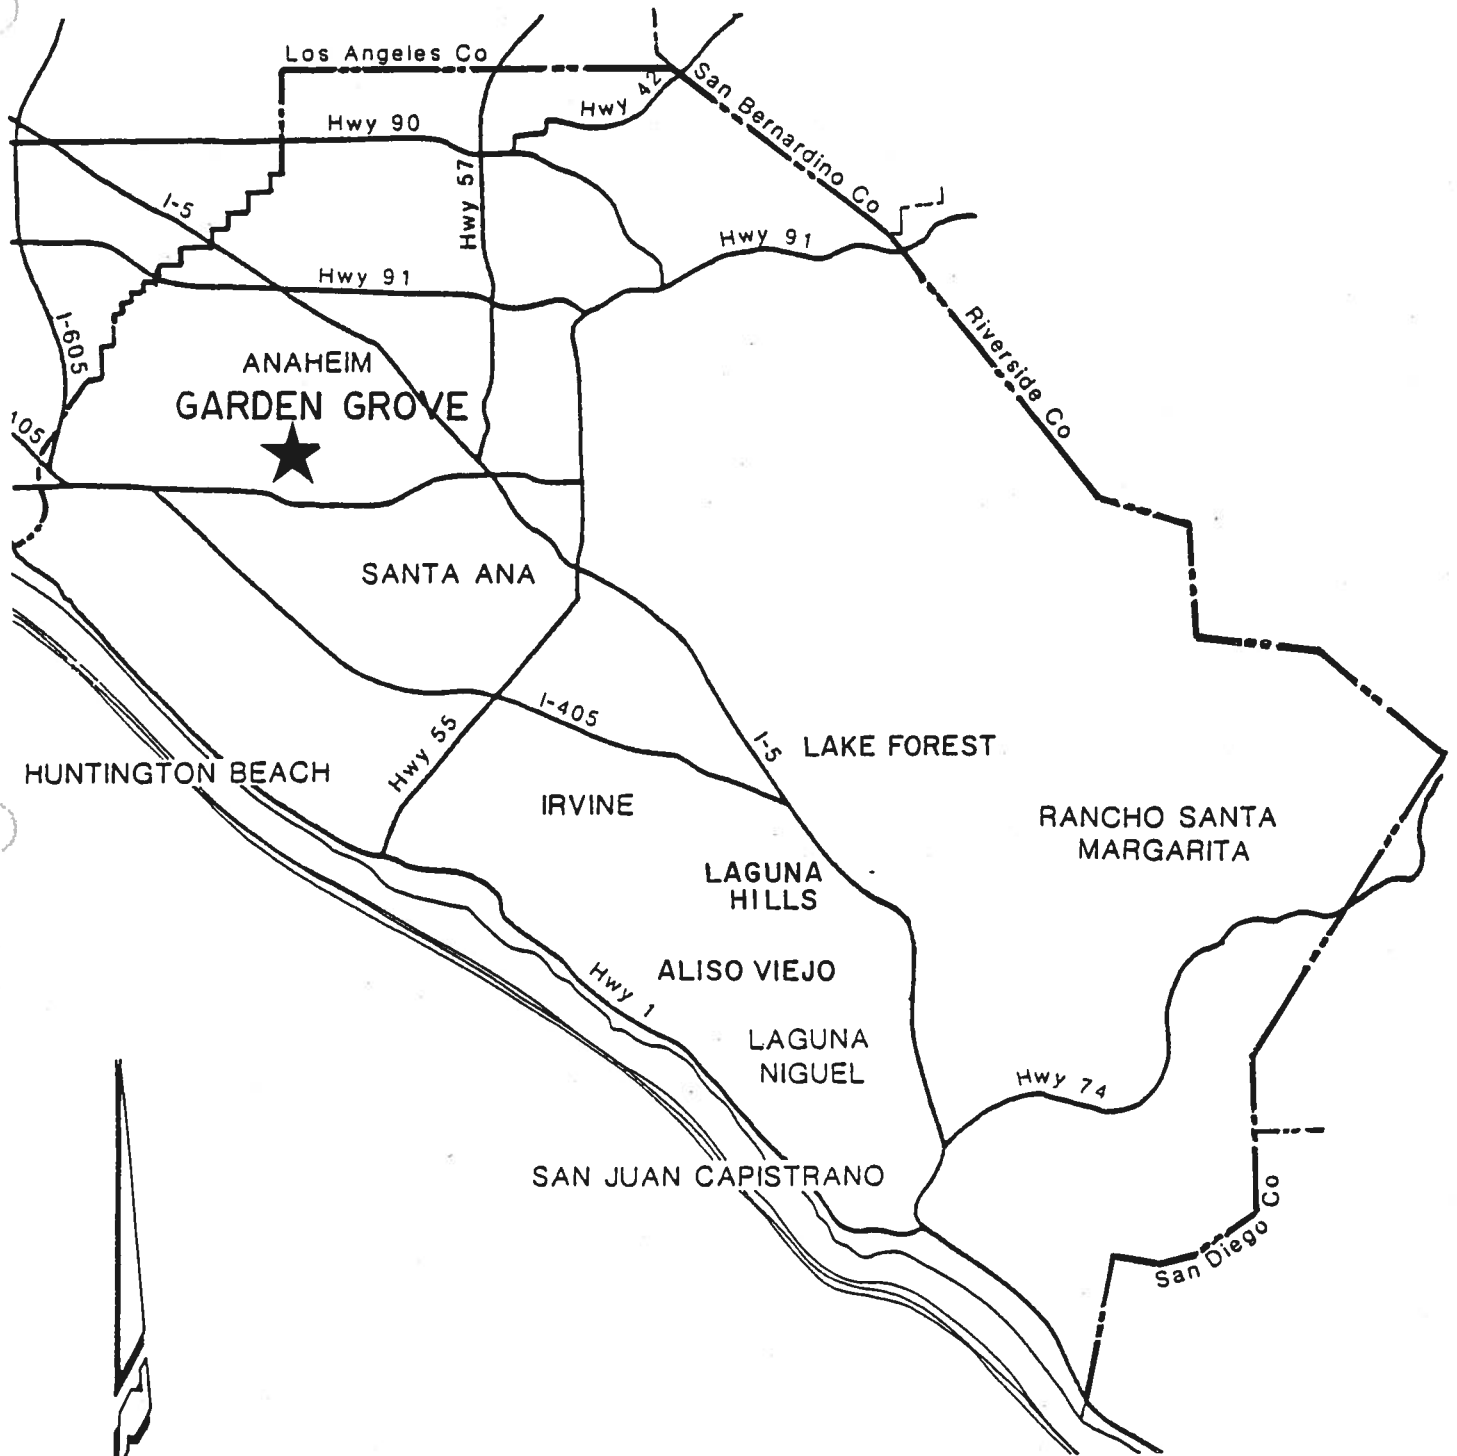 Los Angeles Co
San Bernardino Co
Hwy 42
Hwy 90
Hwy 57
I-5
Hwy 91
Hwy 91
Riverside Co
I-605
ANAHEIM
GARDEN GROVE
105
SANTA ANA
I-405
Hwy 55
I-5
LAKE FOREST
HUNTINGTON BEACH
IRVINE
RANCHO SANTA
MARGARITA
LAGUNA
HILLS
ALISO VIEJO
Hwy 1
LAGUNA
NIGUEL
Hwy 74
SAN JUAN CAPISTRANO
San Diego Co